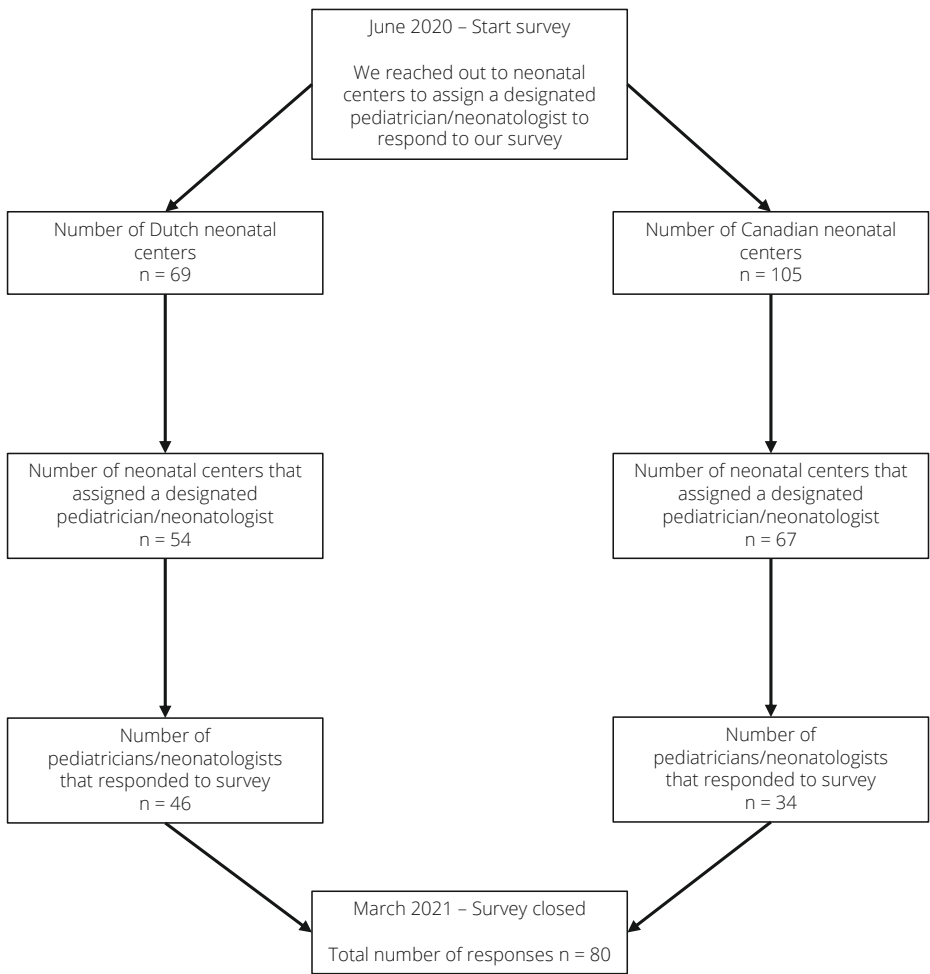 June 2020 – Start survey
We reached out to neonatal
centers to assign a designated
pediatrician/neonatologist to
respond to our survey
Number of Dutch neonatal
centers
n = 69
Number of Canadian neonatal
centers
n = 105
Number of neonatal centers that
assigned a designated
pediatrician/neonatologist
n = 54
Number of neonatal centers that
assigned a designated
pediatrician/neonatologist
n = 67
Number of
pediatricians/neonatologists
that responded to survey
n = 46
Number of
pediatricians/neonatologists
that responded to survey
n = 34
March 2021 – Survey closed
Total number of responses n = 80